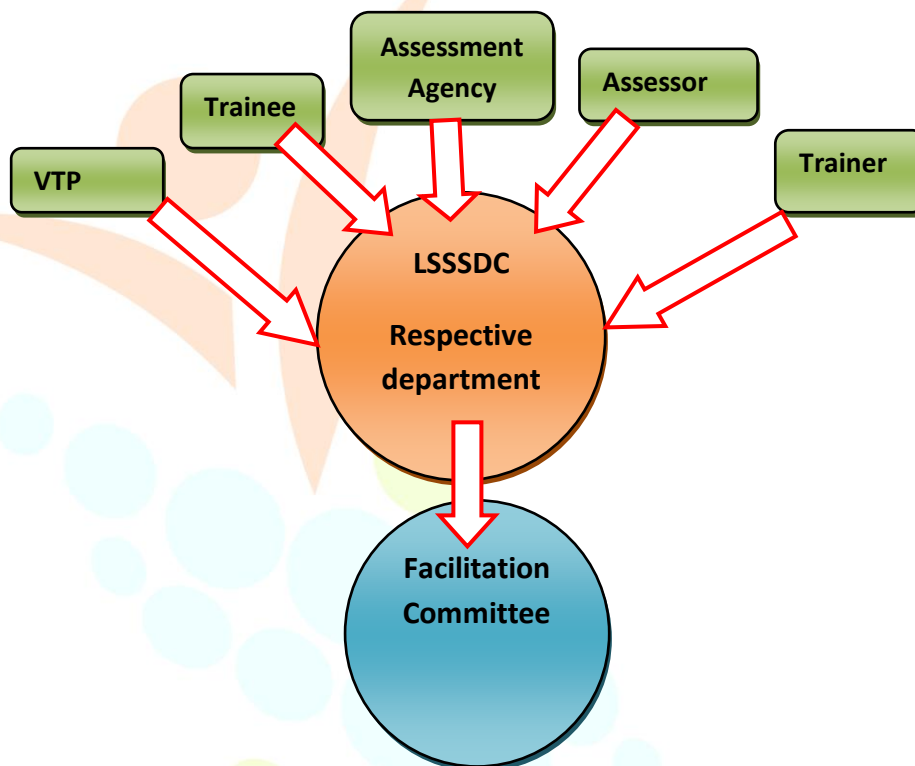 Assessment
Agency
Trainee
Assessor
Trainer
VTP
LSSSDC
Respective
department
Facilitation
Committee